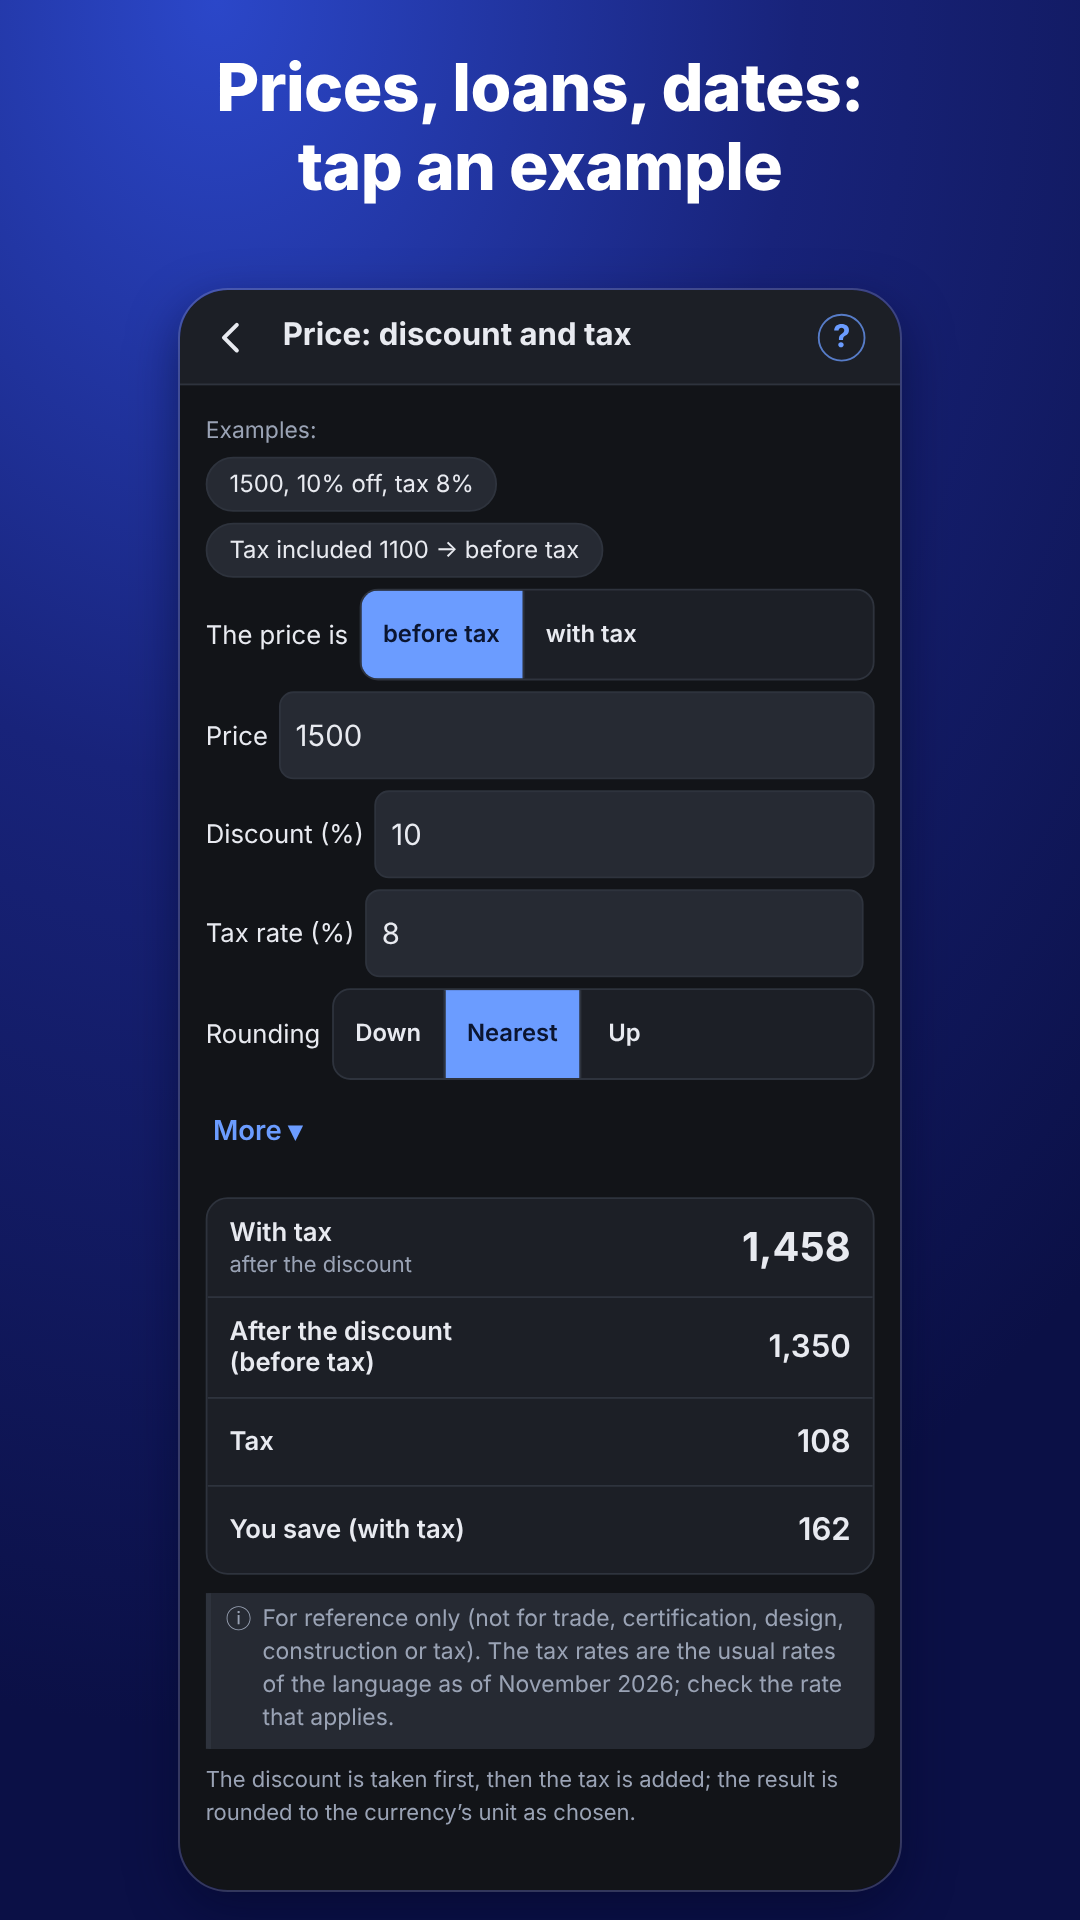 Prices, loans, dates:
tap an example
Price: discount and tax
?
Examples:
1500, 10% off, tax 8%
Tax included 1100 → before tax
The price is before tax with tax
Price 1500
Discount (%) 10
Tax rate (%) 8
Rounding Down Nearest Up
More ▾
With tax 1,458
after the discount
After the discount
(before tax) 1,350
Tax 108
You save (with tax) 162
ⓘ For reference only (not for trade, certification, design,
construction or tax). The tax rates are the usual rates
of the language as of November 2026; check the rate
that applies.
The discount is taken first, then the tax is added; the result is
rounded to the currency’s unit as chosen.